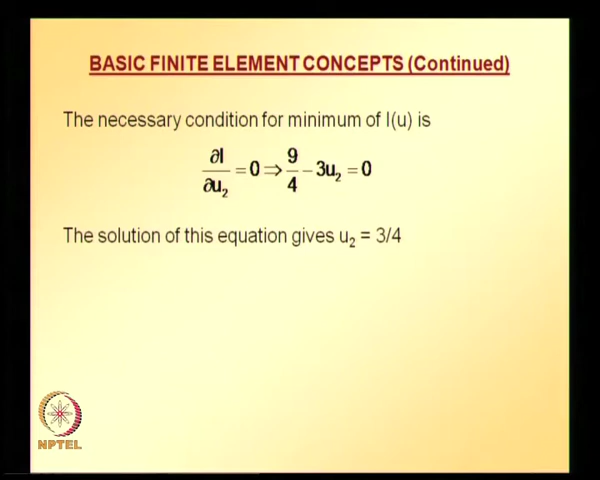 BASIC FINITE ELEMENT CONCEPTS (Continued)
The necessary condition for minimum of I(u) is
∂I/∂u₂ = 0 ⇒ 9/4 − 3u₂ = 0
The solution of this equation gives u₂ = 3/4
NPTEL